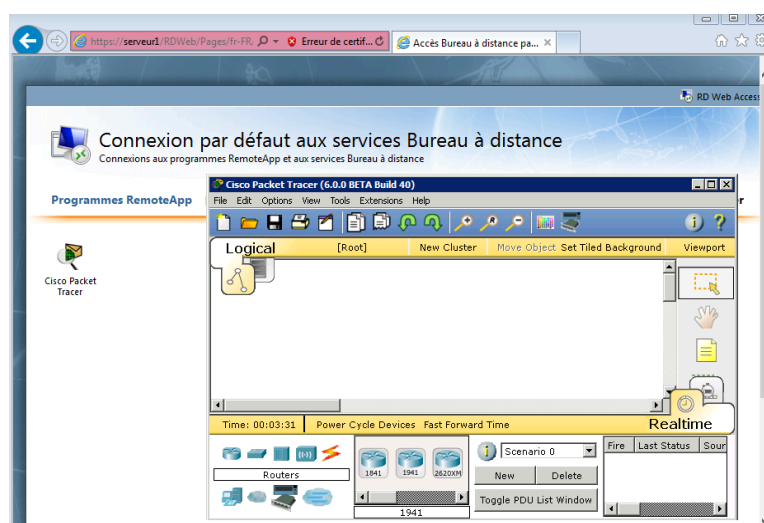 https://serveur1/RDWeb/Pages/fr-FR, Erreur de certif... Accès Bureau à distance pa...
RD Web Access
Connexion par défaut aux services Bureau à distance
Connexions aux programmes RemoteApp et aux services Bureau à distance
Programmes RemoteApp
Cisco Packet Tracer (6.0.0 BETA Build 40)
File Edit Options View Tools Extensions Help
Logical [Root] New Cluster Move Object Set Tiled Background Viewport
Cisco Packet
Tracer
Time: 00:03:31 Power Cycle Devices Fast Forward Time Realtime
Routers
1841 1941 2620XM
1941
Scenario 0
New Delete
Toggle PDU List Window
Fire Last Status Sour